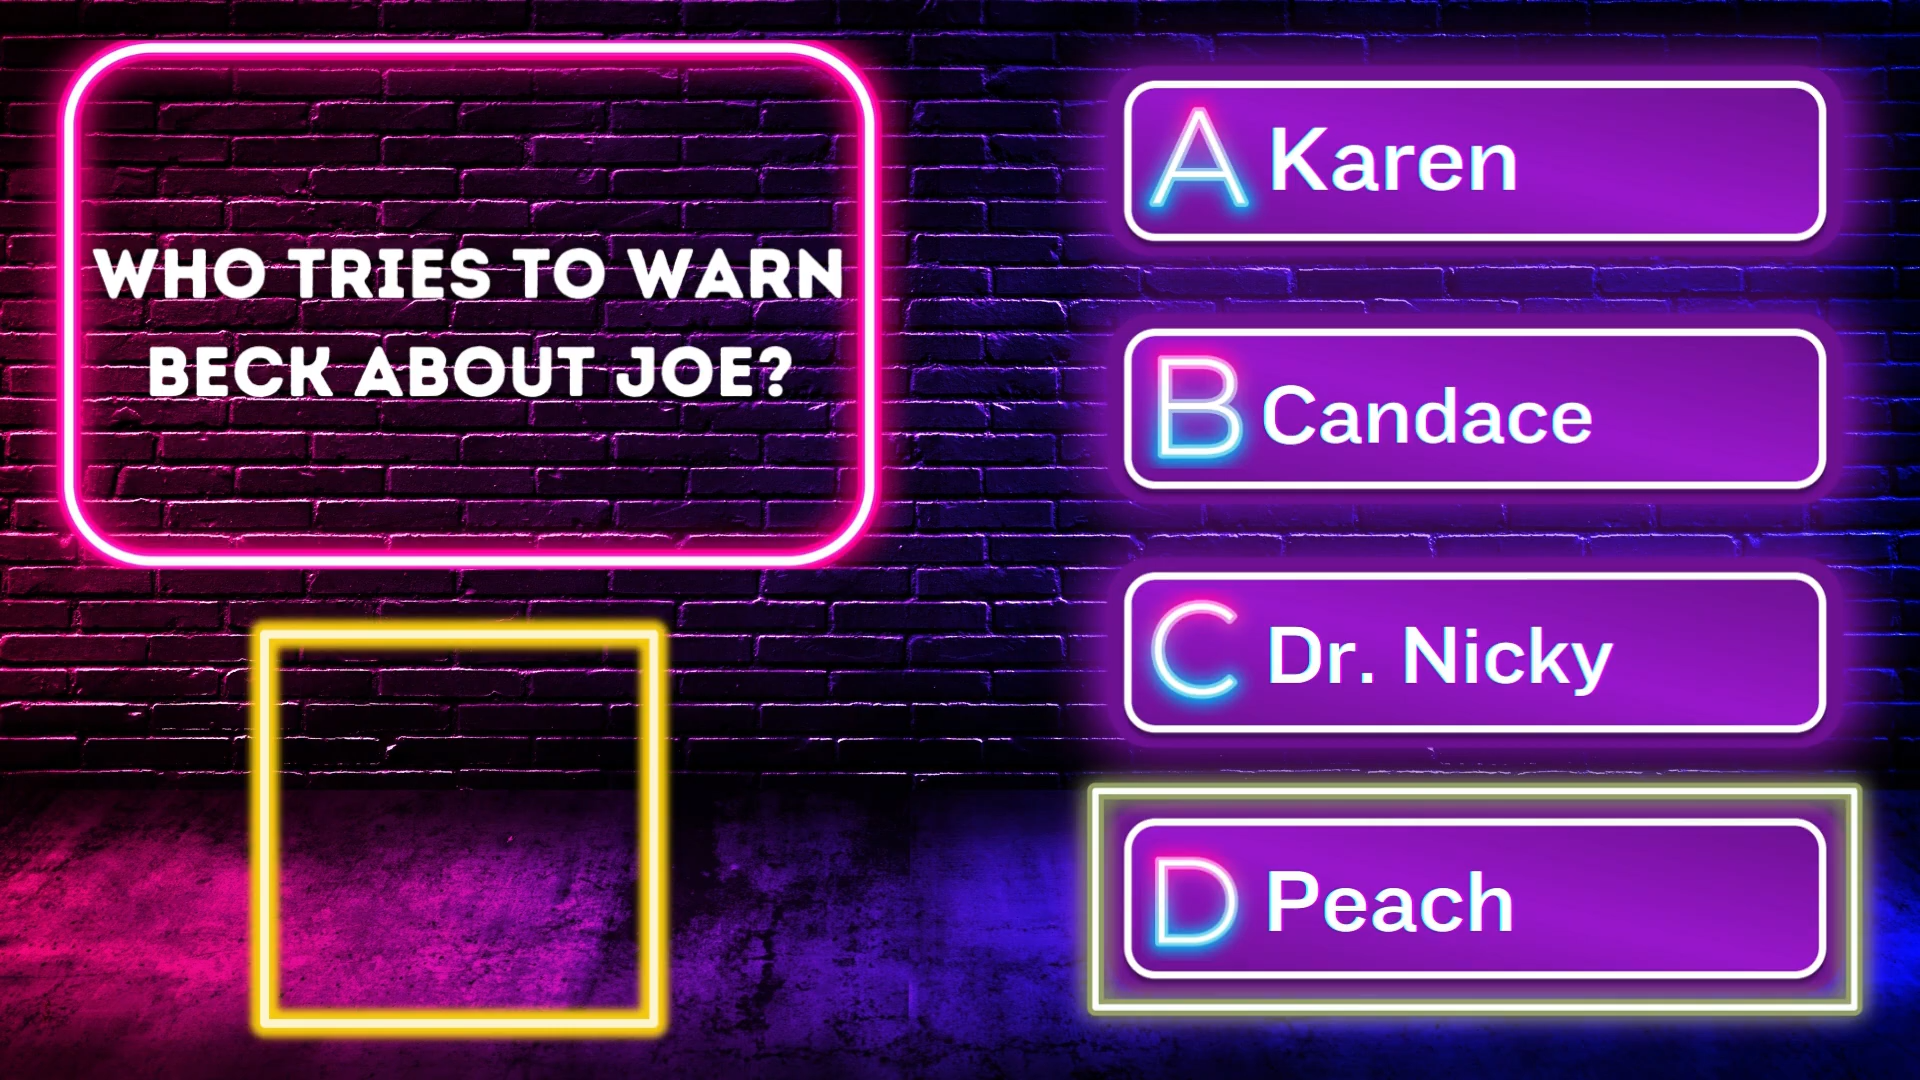 WHO TRIES TO WARN
BECK ABOUT JOE?
A Karen
B Candace
C Dr. Nicky
D Peach